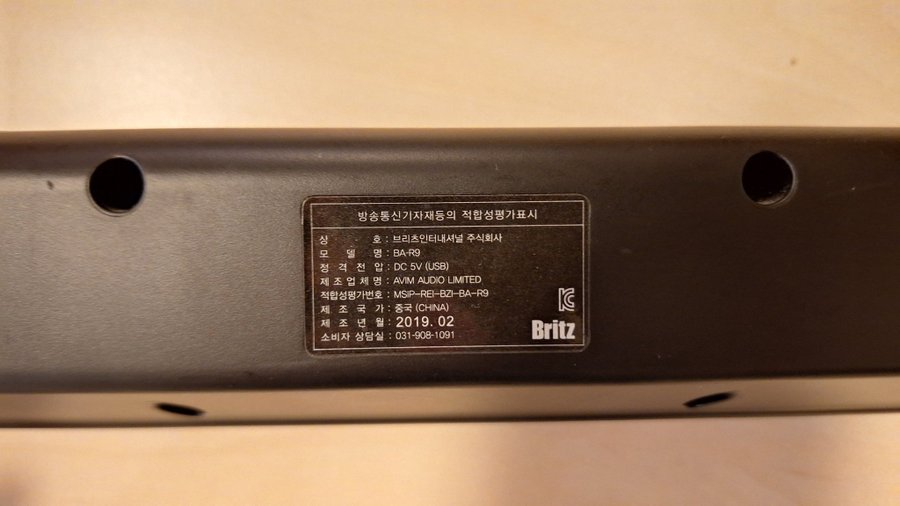 방송통신기자재등의 적합성평가표시
상 호 : 브리츠인터내셔널 주식회사
모 델 명 : BA-R9
정 격 전 압 : DC 5V (USB)
제 조 업 체 명 : AVIM AUDIO LIMITED
적합성평가번호 : MSIP-REI-BZI-BA-R9
제 조 국 가 : 중국 (CHINA)
제 조 년 월 : 2019. 02
소비자 상담실 : 031-908-1091
KC
Britz